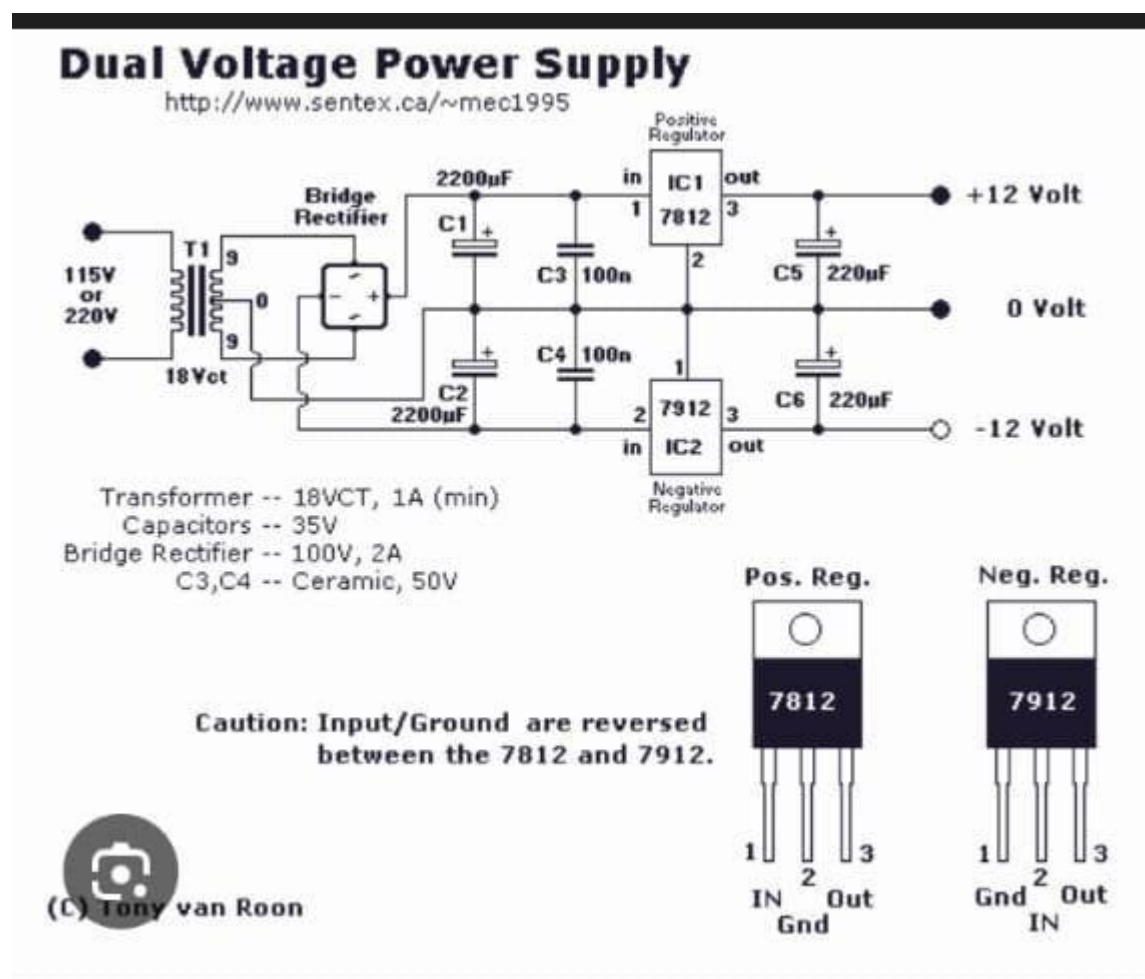 Dual Voltage Power Supply
http://www.sentex.ca/~mec1995
Positive
Regulator
2200µF
in
IC1
out
Bridge
Rectifier
+12 Volt
1
7812
3
C1
+
T1
9
2
+
115V
or
220V
0
- +
C3
100n
C5
220µF
0 Volt
9
C4
100n
+
1
+
18Vct
C2
2200µF
2
7912
3
C6
220µF
in
IC2
out
-12 Volt
Negative
Regulator
Transformer -- 18VCT, 1A (min)
Capacitors -- 35V
Bridge Rectifier -- 100V, 2A
C3,C4 -- Ceramic, 50V
Pos. Reg.
Neg. Reg.
7812
7912
Caution: Input/Ground are reversed
between the 7812 and 7912.
1
2
3
IN
Gnd
Out
1
2
3
Gnd
IN
Out
(C) Tony van Roon